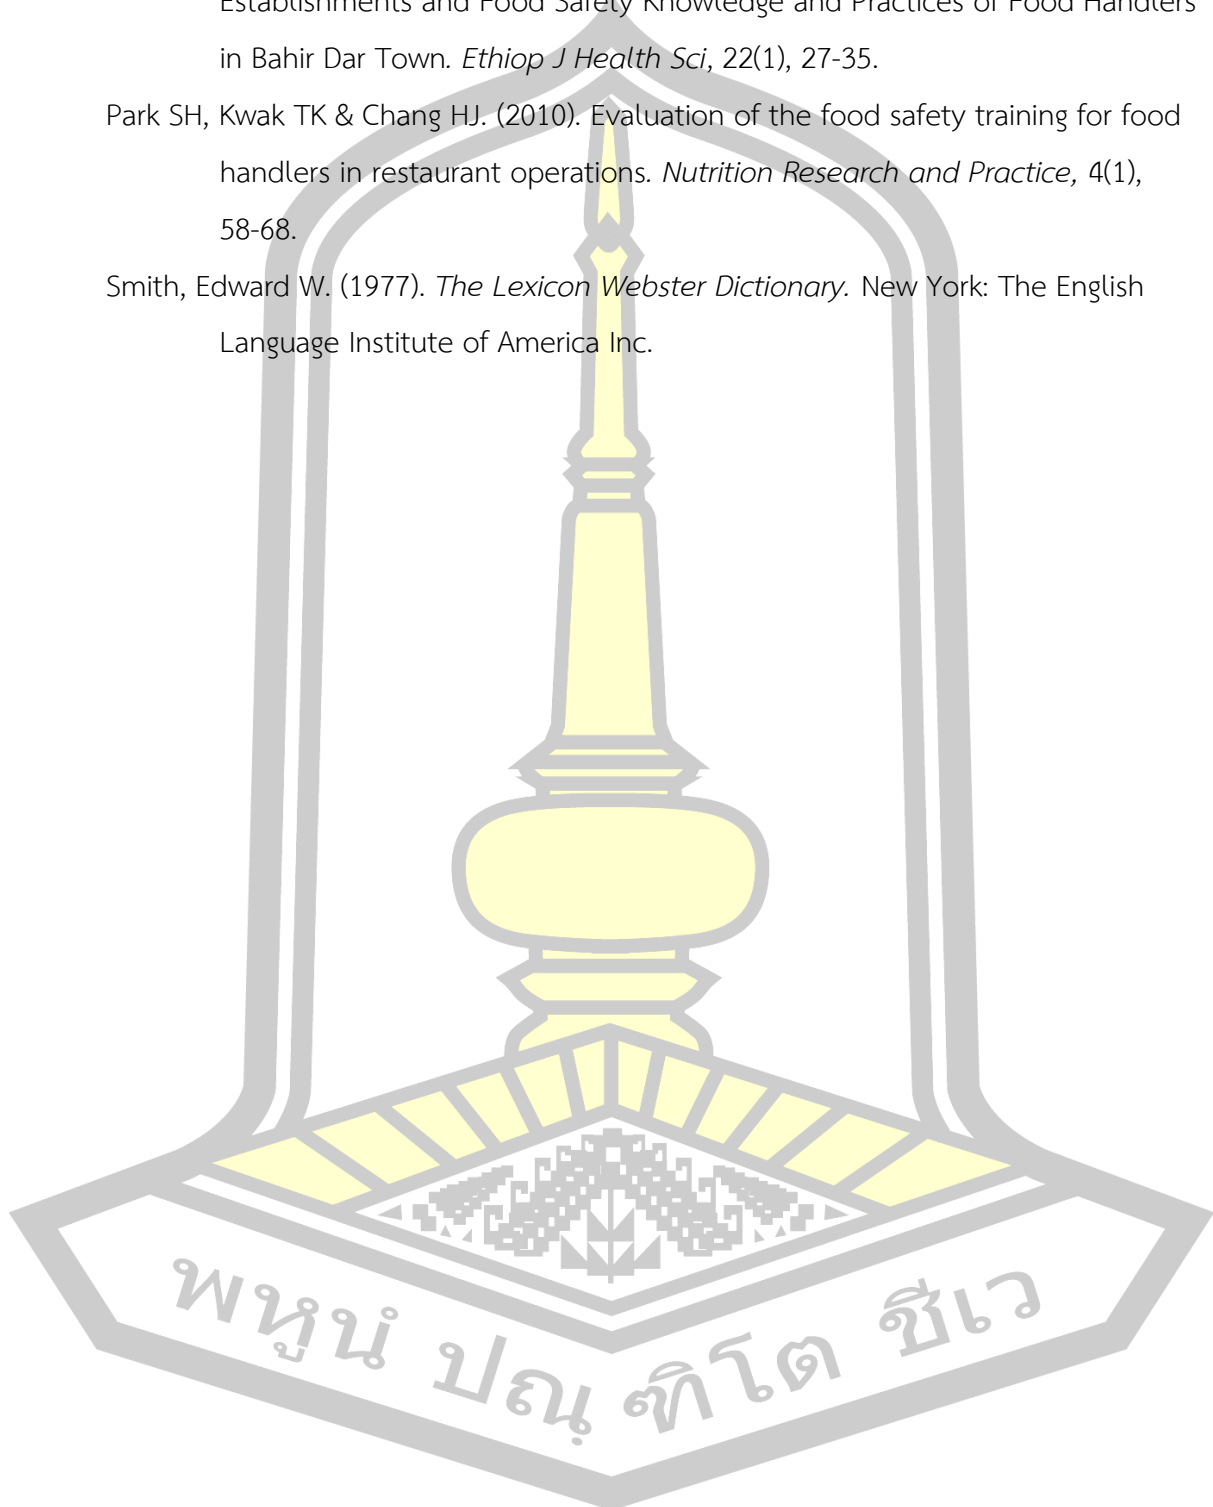 Establishments and Food Safety Knowledge and Practices of Food Handlers
in Bahir Dar Town. Ethiop J Health Sci, 22(1), 27-35.
Park SH, Kwak TK & Chang HJ. (2010). Evaluation of the food safety training for food
handlers in restaurant operations. Nutrition Research and Practice, 4(1),
58-68.
Smith, Edward W. (1977). The Lexicon Webster Dictionary. New York: The English
Language Institute of America Inc.
พหูนํ ปณฺฑิโต ชีเว